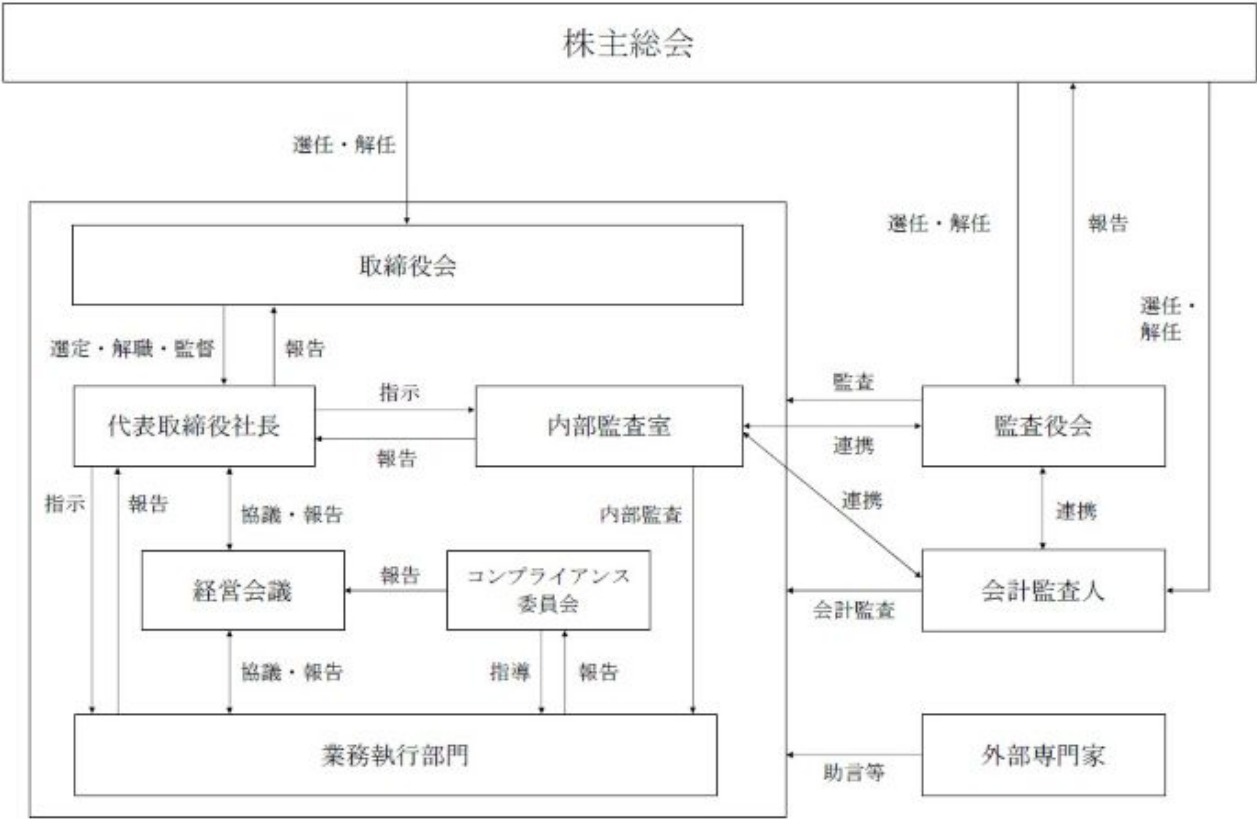 株主総会
選任・解任
選任・解任
報告
選任・
解任
取締役会
選定・解職・監督
報告
代表取締役社長
指示
報告
内部監査室
監査
連携
監査役会
指示
報告
協議・報告
内部監査
連携
連携
経営会議
報告
コンプライアンス
委員会
会計監査
会計監査人
協議・報告
指導
報告
業務執行部門
助言等
外部専門家